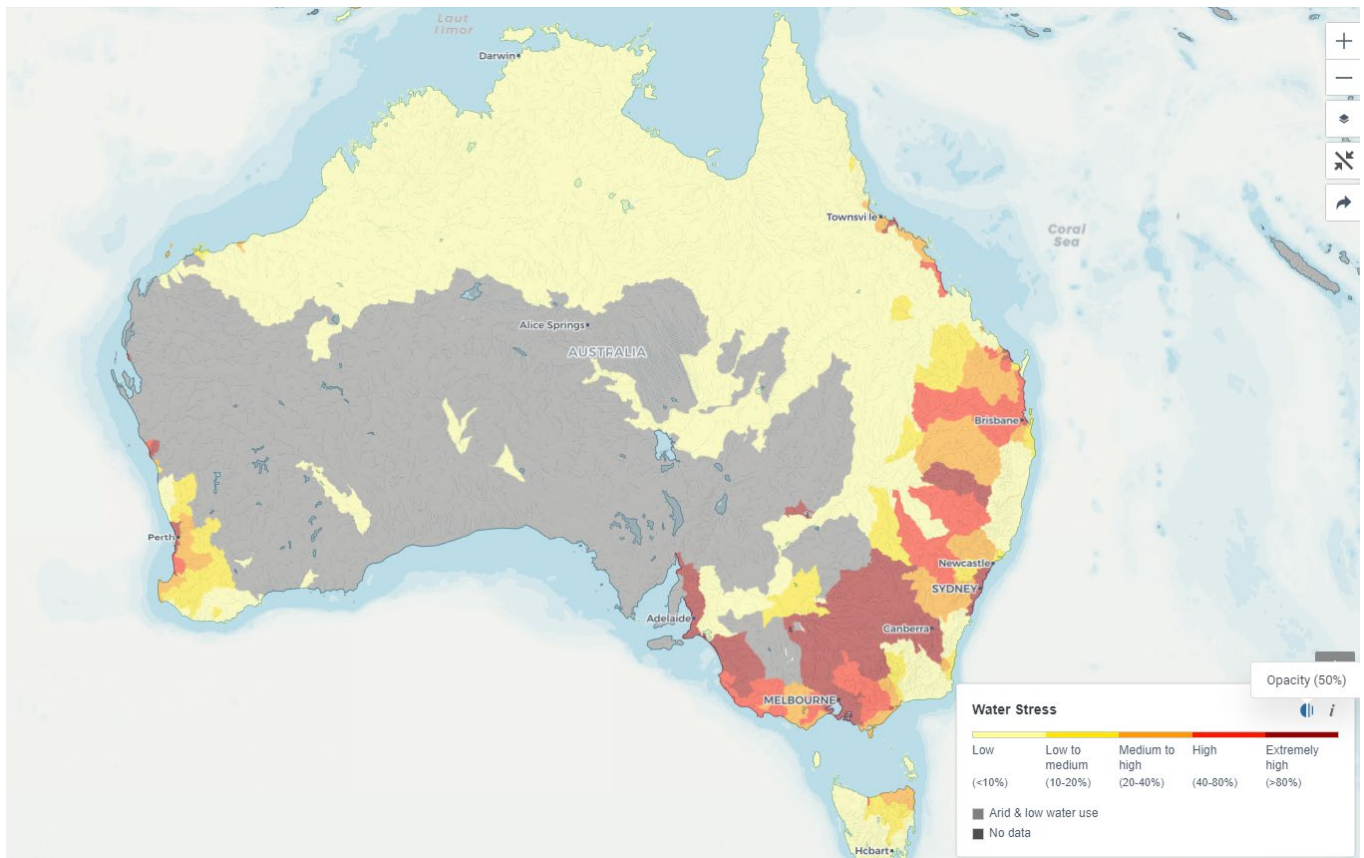 Laut
Timor
Darwin
Townsville
Coral
Sea
Alice Springs
AUSTRALIA
Brisbane
Perth
Newcastle
SYDNEY
Adelaide
Canberra
MELBOURNE
Opacity (50%)
Water Stress
i
Low
(<10%)
Low to
medium
(10-20%)
Medium to
high
(20-40%)
High
(40-80%)
Extremely
high
(>80%)
Arid & low water use
No data
Hobart